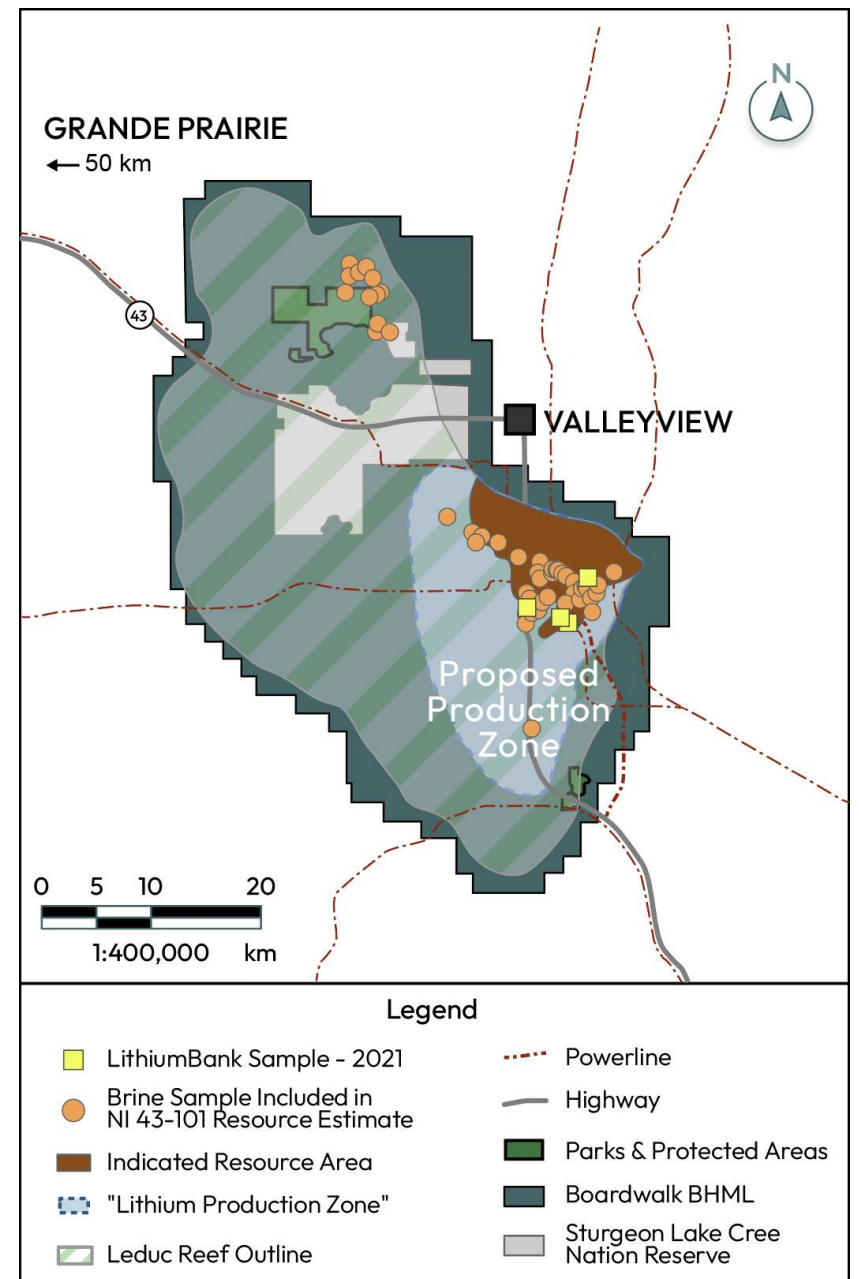 N
GRANDE PRAIRIE
← 50 km
43
VALLEYVIEW
Proposed
Production
Zone
0 5 10 20
1:400,000 km
Legend
LithiumBank Sample - 2021
Brine Sample Included in
NI 43-101 Resource Estimate
Indicated Resource Area
"Lithium Production Zone"
Leduc Reef Outline
Powerline
Highway
Parks & Protected Areas
Boardwalk BHML
Sturgeon Lake Cree
Nation Reserve